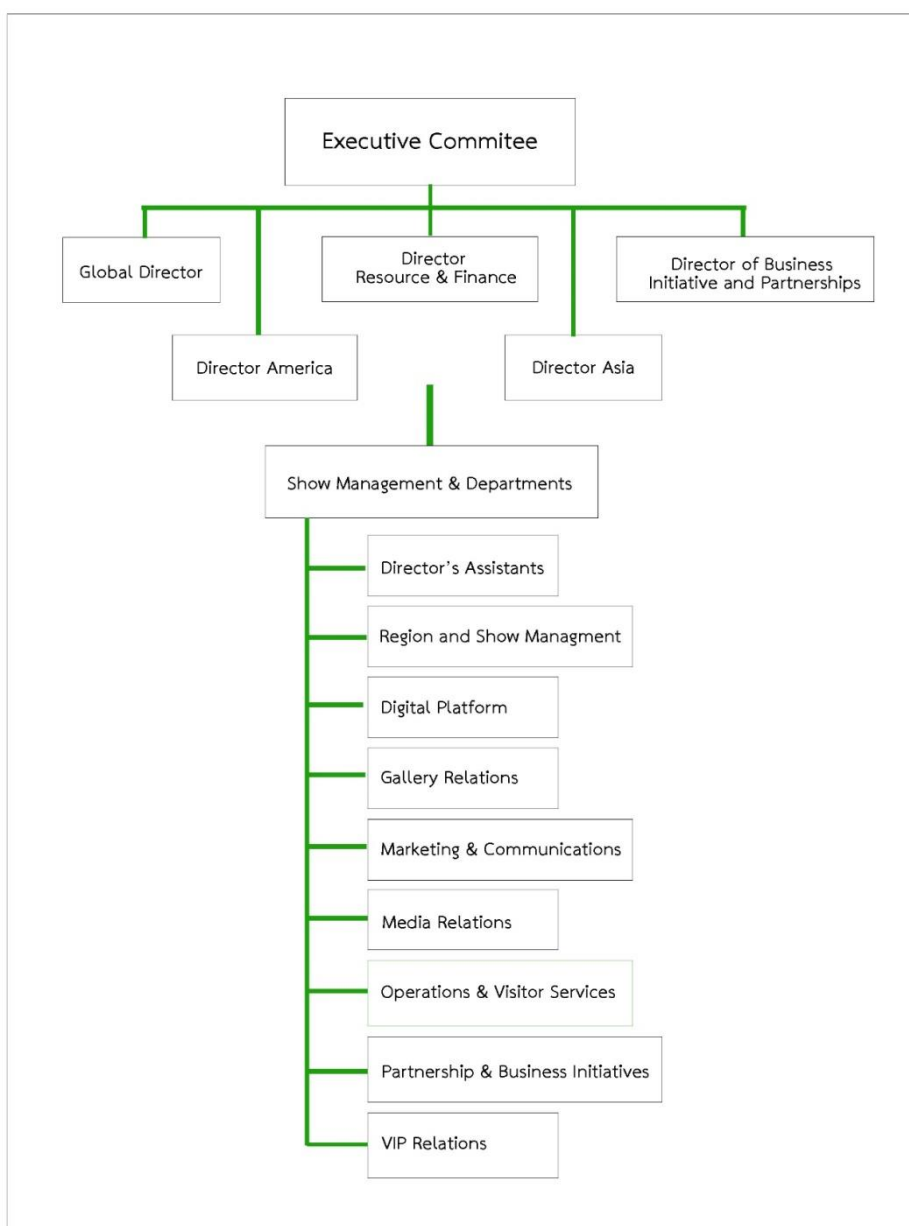 Executive Commitee
Global Director
Director
Resource & Finance
Director of Business
Initiative and Partnerships
Director America
Director Asia
Show Management & Departments
Director's Assistants
Region and Show Managment
Digital Platform
Gallery Relations
Marketing & Communications
Media Relations
Operations & Visitor Services
Partnership & Business Initiatives
VIP Relations